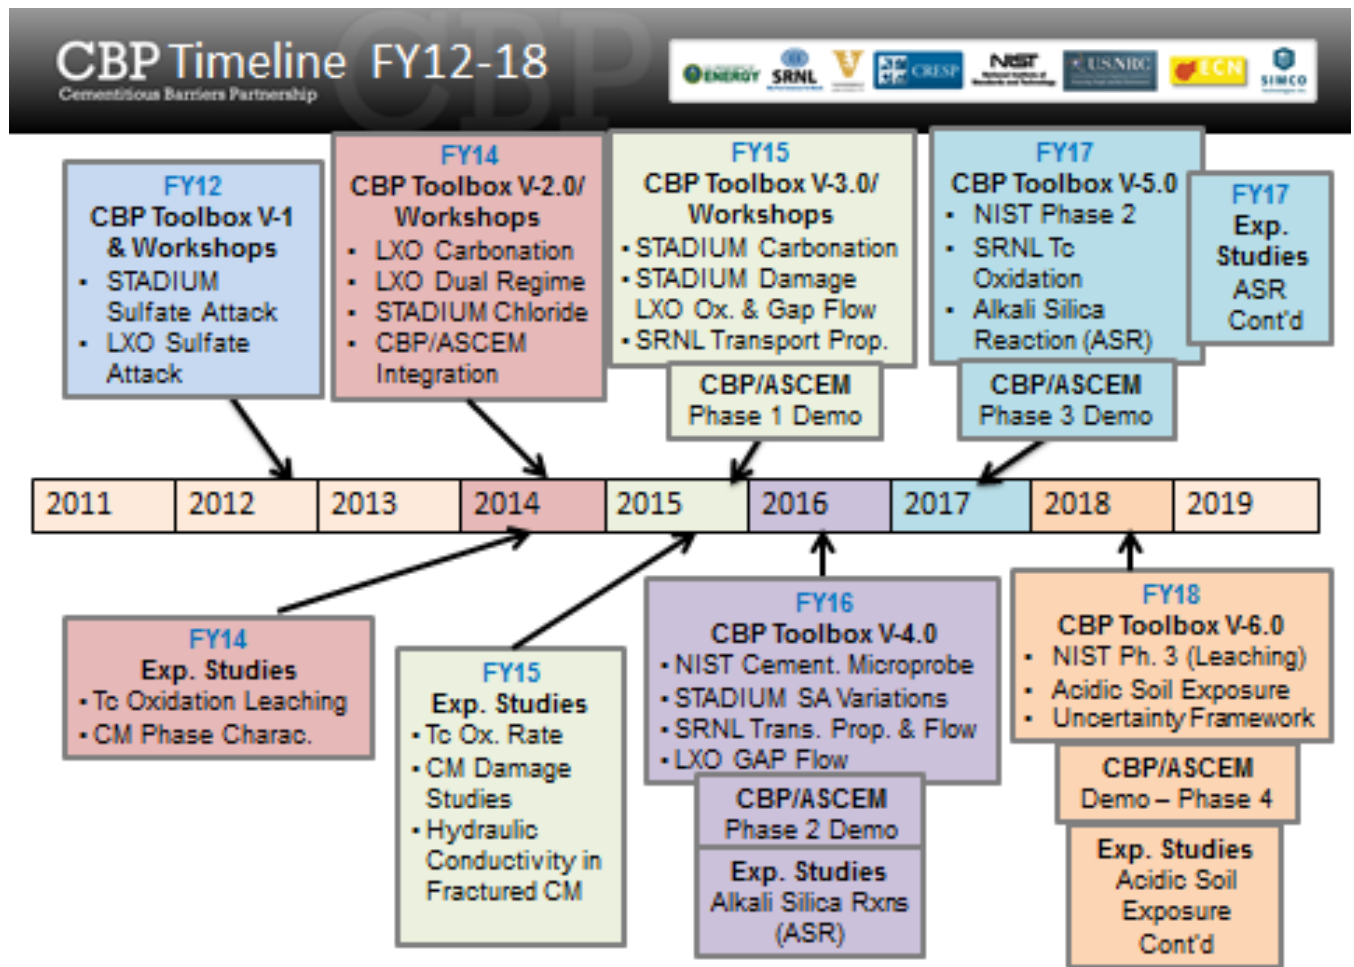 CBP Timeline FY12-18
Cementitious Barriers Partnership
ENERGY
SRNL
CRESP
NIST
National Institute of
Standards and Technology
U.S.NRC
ECN
SIMCO
FY12
CBP Toolbox V-1
& Workshops
• STADIUM
Sulfate Attack
• LXO Sulfate
Attack
FY14
CBP Toolbox V-2.0/
Workshops
• LXO Carbonation
• LXO Dual Regime
• STADIUM Chloride
• CBP/ASCEM
Integration
FY15
CBP Toolbox V-3.0/
Workshops
• STADIUM Carbonation
• STADIUM Damage
LXO Ox. & Gap Flow
• SRNL Transport Prop.
CBP/ASCEM
Phase 1 Demo
FY17
CBP Toolbox V-5.0
• NIST Phase 2
• SRNL Tc
Oxidation
• Alkali Silica
Reaction (ASR)
CBP/ASCEM
Phase 3 Demo
FY17
Exp.
Studies
ASR
Cont'd
2011
2012
2013
2014
2015
2016
2017
2018
2019
FY14
Exp. Studies
• Tc Oxidation Leaching
• CM Phase Charac.
FY15
Exp. Studies
• Tc Ox. Rate
• CM Damage
Studies
• Hydraulic
Conductivity in
Fractured CM
FY16
CBP Toolbox V-4.0
• NIST Cement. Microprobe
• STADIUM SA Variations
• SRNL Trans. Prop. & Flow
• LXO GAP Flow
CBP/ASCEM
Phase 2 Demo
Exp. Studies
Alkali Silica Rxns
(ASR)
FY18
CBP Toolbox V-6.0
• NIST Ph. 3 (Leaching)
• Acidic Soil Exposure
• Uncertainty Framework
CBP/ASCEM
Demo – Phase 4
Exp. Studies
Acidic Soil
Exposure
Cont'd